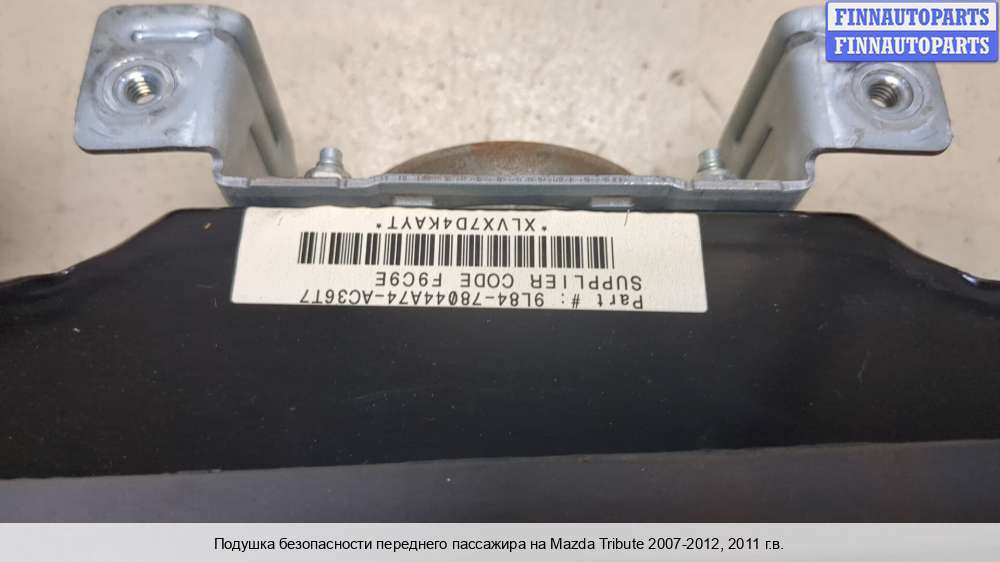 FINNAUTOPARTS
FINNAUTOPARTS
Part #: 9L84-78044A74-AC36T7
SUPPLIER CODE F9C9E
*XLVX7D4KAYT*
Подушка безопасности переднего пассажира на Mazda Tribute 2007-2012, 2011 г.в.